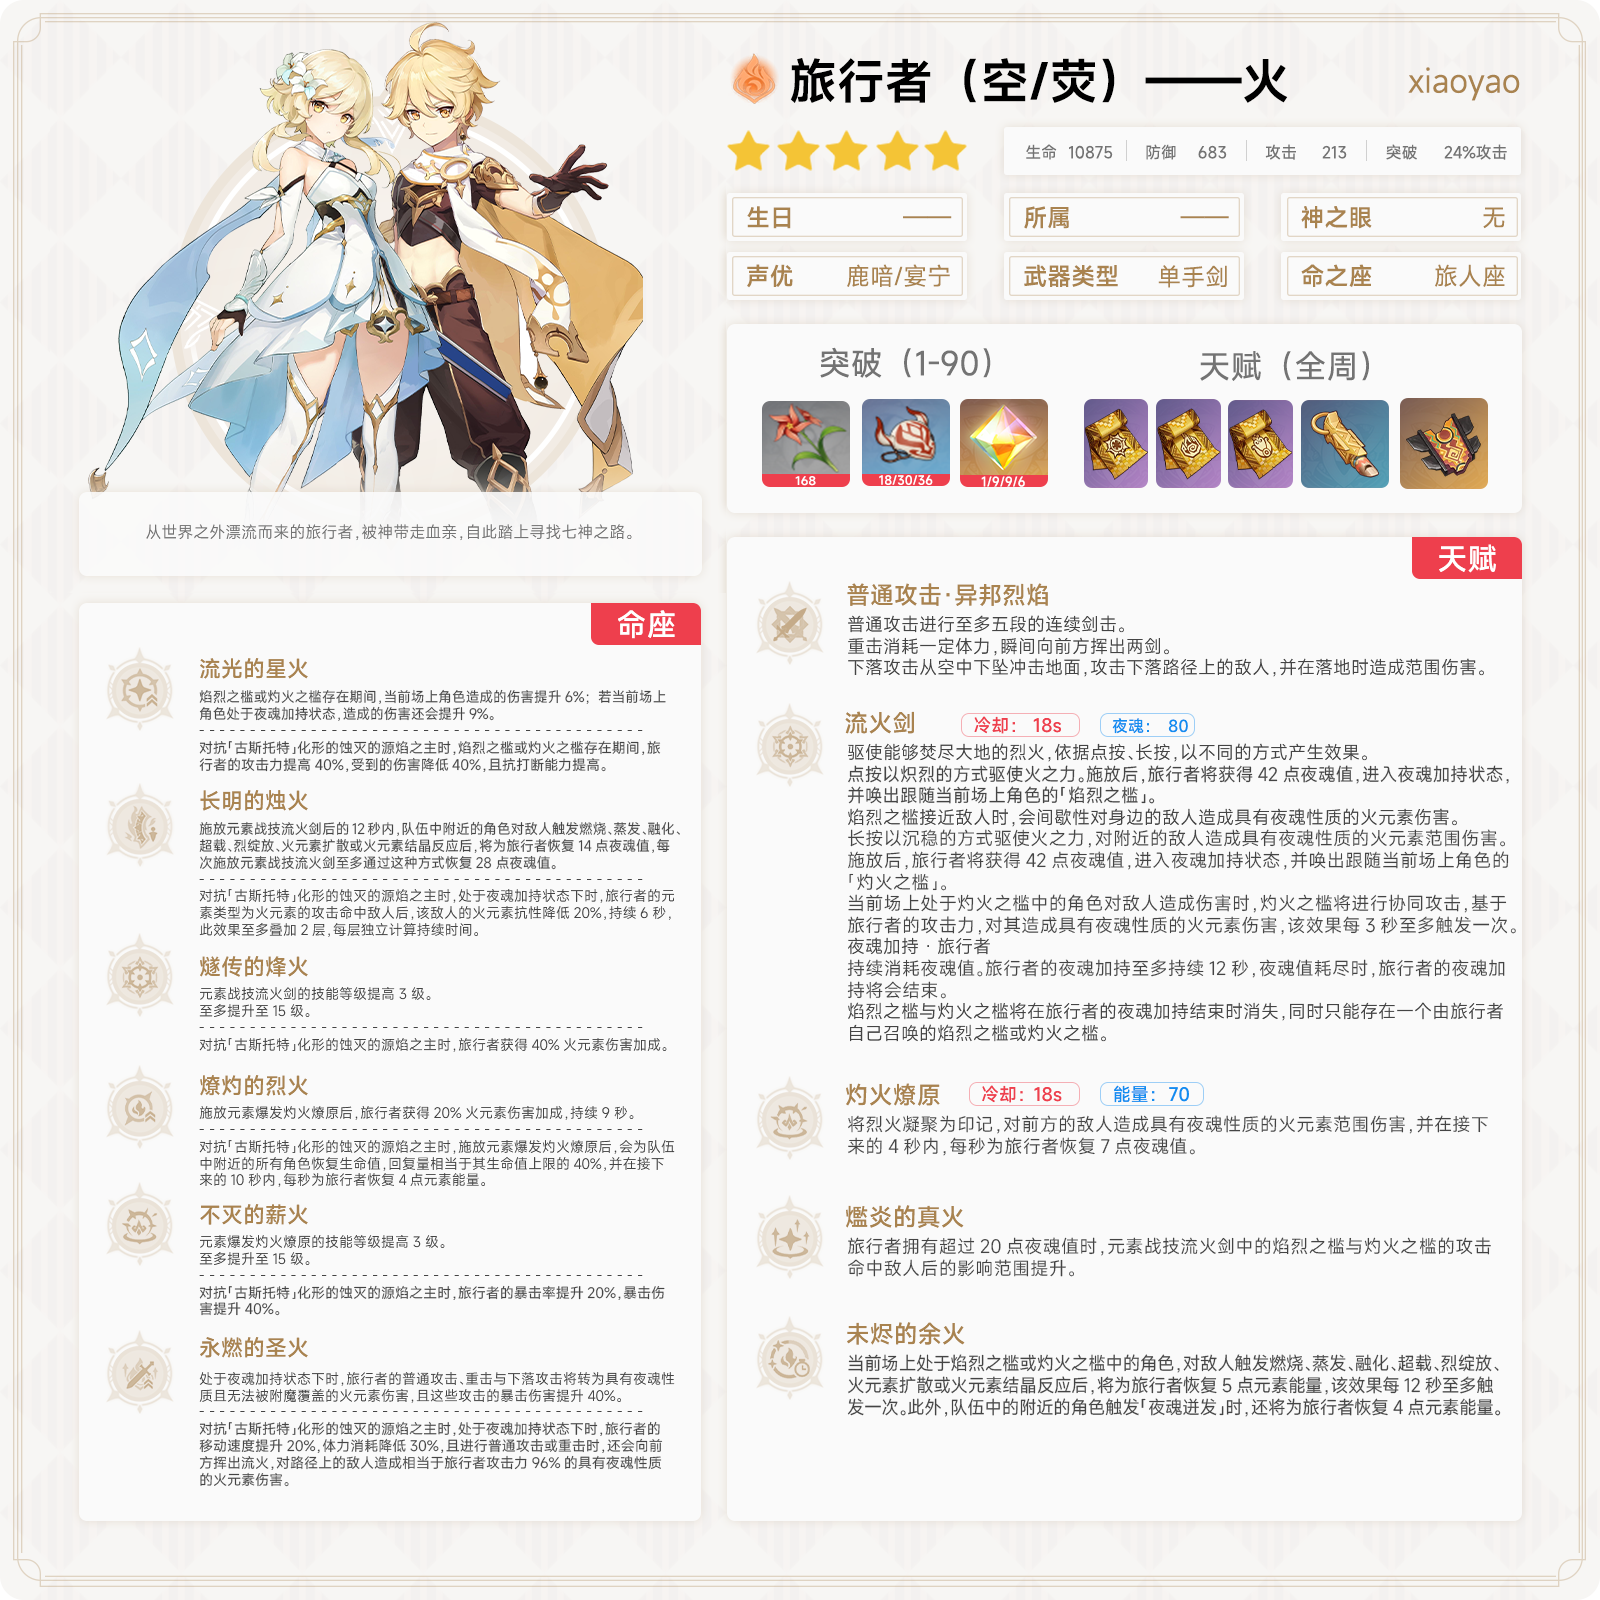 旅行者（空/荧）——火
xiaoyao
生命 10875 防御 683 攻击 213 突破 24%攻击
生日 —— 所属 —— 神之眼 无
声优 鹿喑/宴宁 武器类型 单手剑 命之座 旅人座
突破（1-90）
168 18/30/36 1/9/9/6
天赋（全周）
从世界之外漂流而来的旅行者,被神带走血亲,自此踏上寻找七神之路。
命座
流光的星火
焰烈之槛或灼火之槛存在期间,当前场上角色造成的伤害提升 6%；若当前场上
角色处于夜魂加持状态,造成的伤害还会提升 9%。
对抗「古斯托特」化形的蚀灭的源焰之主时,焰烈之槛或灼火之槛存在期间,旅
行者的攻击力提高 40%,受到的伤害降低 40%,且抗打断能力提高。
长明的烛火
施放元素战技流火剑后的 12 秒内,队伍中附近的角色对敌人触发燃烧、蒸发、融化、
超载、烈绽放、火元素扩散或火元素结晶反应后,将为旅行者恢复 14 点夜魂值,每
次施放元素战技流火剑至多通过这种方式恢复 28 点夜魂值。
对抗「古斯托特」化形的蚀灭的源焰之主时,处于夜魂加持状态下时,旅行者的元
素类型为火元素的攻击命中敌人后,该敌人的火元素抗性降低 20%,持续 6 秒,
此效果至多叠加 2 层,每层独立计算持续时间。
燧传的烽火
元素战技流火剑的技能等级提高 3 级。
至多提升至 15 级。
对抗「古斯托特」化形的蚀灭的源焰之主时,旅行者获得 40% 火元素伤害加成。
燎灼的烈火
施放元素爆发灼火燎原后,旅行者获得 20% 火元素伤害加成,持续 9 秒。
对抗「古斯托特」化形的蚀灭的源焰之主时,施放元素爆发灼火燎原后,会为队伍
中附近的所有角色恢复生命值,回复量相当于其生命值上限的 40%,并在接下
来的 10 秒内,每秒为旅行者恢复 4 点元素能量。
不灭的薪火
元素爆发灼火燎原的技能等级提高 3 级。
至多提升至 15 级。
对抗「古斯托特」化形的蚀灭的源焰之主时,旅行者的暴击率提升 20%,暴击伤
害提升 40%。
永燃的圣火
处于夜魂加持状态下时,旅行者的普通攻击、重击与下落攻击将转为具有夜魂性
质且无法被附魔覆盖的火元素伤害,且这些攻击的暴击伤害提升 40%。
对抗「古斯托特」化形的蚀灭的源焰之主时,处于夜魂加持状态下时,旅行者的
移动速度提升 20%,体力消耗降低 30%,且进行普通攻击或重击时,还会向前
方挥出流火,对路径上的敌人造成相当于旅行者攻击力 96% 的具有夜魂性质
的火元素伤害。
天赋
普通攻击·异邦烈焰
普通攻击进行至多五段的连续剑击。
重击消耗一定体力,瞬间向前方挥出两剑。
下落攻击从空中下坠冲击地面,攻击下落路径上的敌人,并在落地时造成范围伤害。
流火剑 冷却：18s 夜魂：80
驱使能够焚尽大地的烈火,依据点按、长按,以不同的方式产生效果。
点按以炽烈的方式驱使火之力。施放后,旅行者将获得 42 点夜魂值,进入夜魂加持状态,
并唤出跟随当前场上角色的「焰烈之槛」。
焰烈之槛接近敌人时,会间歇性对身边的敌人造成具有夜魂性质的火元素伤害。
长按以沉稳的方式驱使火之力,对附近的敌人造成具有夜魂性质的火元素范围伤害。
施放后,旅行者将获得 42 点夜魂值,进入夜魂加持状态,并唤出跟随当前场上角色的
「灼火之槛」。
当前场上处于灼火之槛中的角色对敌人造成伤害时,灼火之槛将进行协同攻击,基于
旅行者的攻击力,对其造成具有夜魂性质的火元素伤害,该效果每 3 秒至多触发一次。
夜魂加持 · 旅行者
持续消耗夜魂值。旅行者的夜魂加持至多持续 12 秒,夜魂值耗尽时,旅行者的夜魂加
持将会结束。
焰烈之槛与灼火之槛将在旅行者的夜魂加持结束时消失,同时只能存在一个由旅行者
自己召唤的焰烈之槛或灼火之槛。
灼火燎原 冷却：18s 能量：70
将烈火凝聚为印记,对前方的敌人造成具有夜魂性质的火元素范围伤害,并在接下
来的 4 秒内,每秒为旅行者恢复 7 点夜魂值。
爁炎的真火
旅行者拥有超过 20 点夜魂值时,元素战技流火剑中的焰烈之槛与灼火之槛的攻击
命中敌人后的影响范围提升。
未烬的余火
当前场上处于焰烈之槛或灼火之槛中的角色,对敌人触发燃烧、蒸发、融化、超载、烈绽放、
火元素扩散或火元素结晶反应后,将为旅行者恢复 5 点元素能量,该效果每 12 秒至多触
发一次。此外,队伍中的附近的角色触发「夜魂迸发」时,还将为旅行者恢复 4 点元素能量。